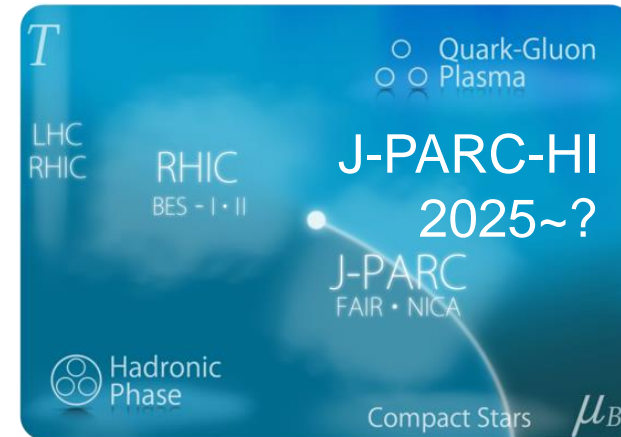 T
Quark-Gluon
Plasma
LHC
RHIC
RHIC
BES - I • II
J-PARC-HI
2025~?
J-PARC
FAIR • NICA
Hadronic
Phase
Compact Stars
μB